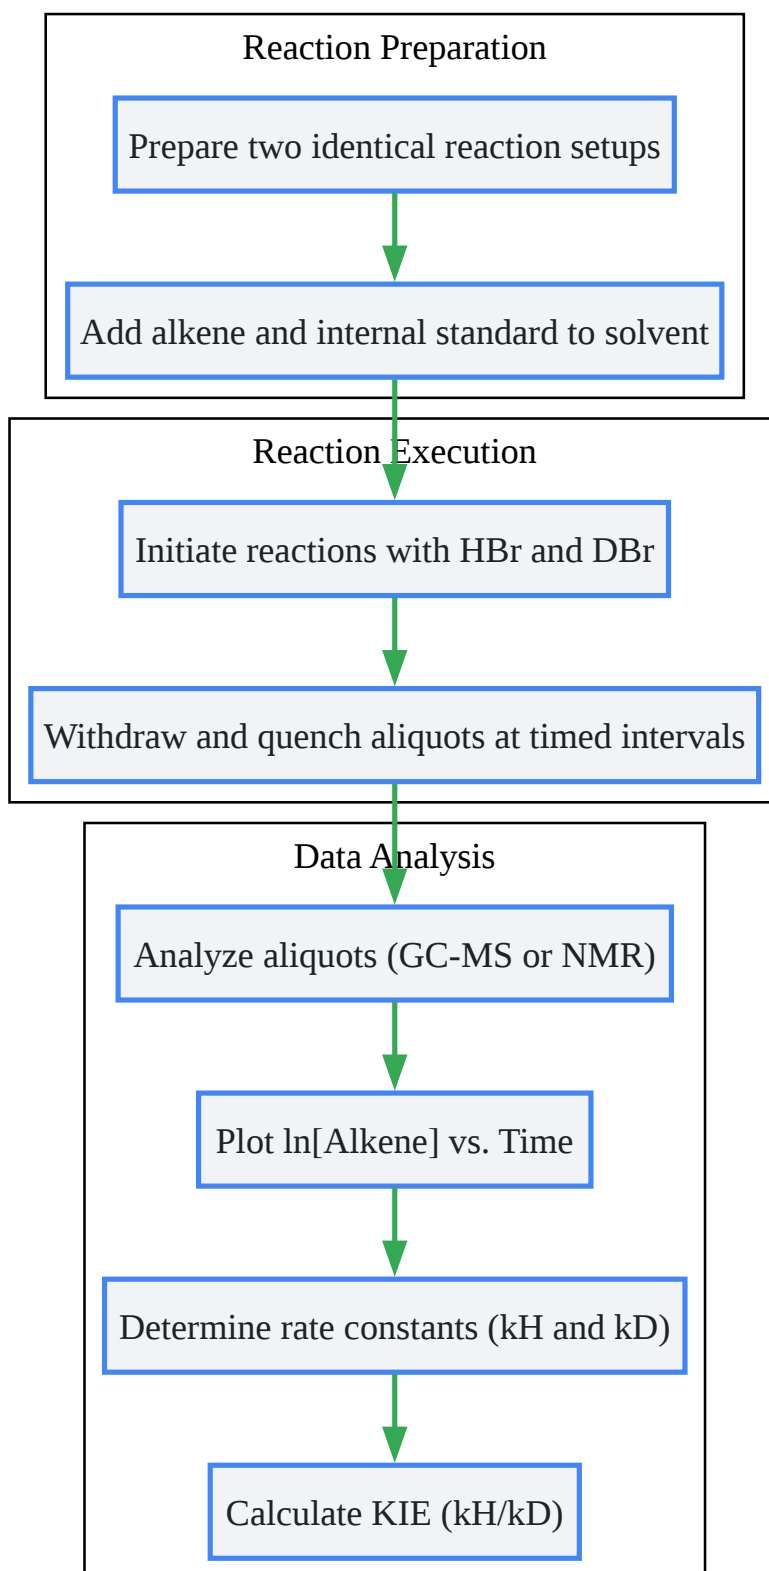 Reaction Preparation
Prepare two identical reaction setups
Add alkene and internal standard to solvent
Reaction Execution
Initiate reactions with HBr and DBr
Withdraw and quench aliquots at timed intervals
Data Analysis
Analyze aliquots (GC-MS or NMR)
Plot ln[Alkene] vs. Time
Determine rate constants (kH and kD)
Calculate KIE (kH/kD)